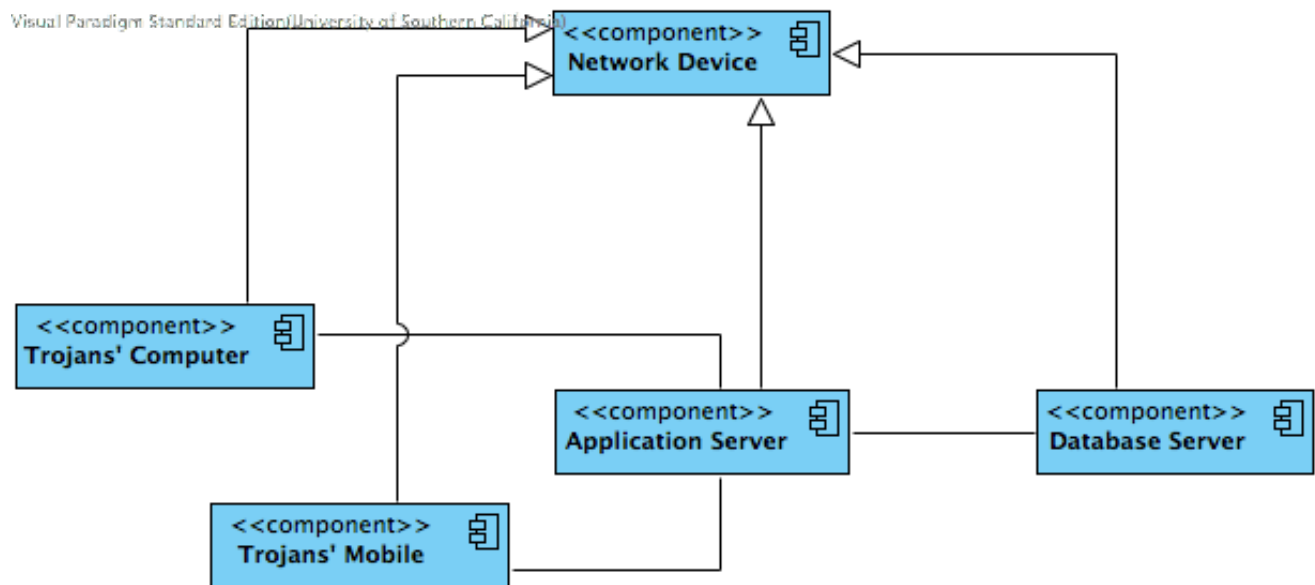 Visual Paradigm Standard Edition(University of Southern California)
<<component>>
Network Device
<<component>>
Trojans' Computer
<<component>>
Application Server
<<component>>
Database Server
<<component>>
Trojans' Mobile